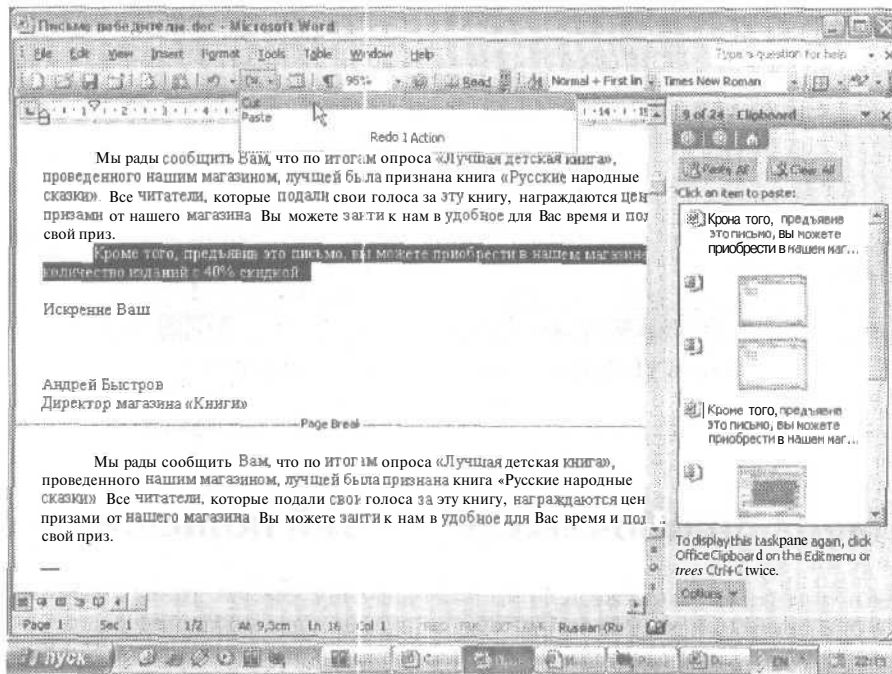 Письмо победителям.doc - Microsoft Word
File Edit View Insert Format Tools Table Window Help
Type a question for help
95% Read Normal + First lin Times New Roman
Cut
Paste
Redo 1 Action
Мы рады сообщить Вам, что по итогам опроса «Лучшая детская книга»,
проведенного нашим магазином, лучшей была признана книга «Русские народные
сказки». Все читатели, которые подали свои голоса за эту книгу, награждаются цен
призами от нашего магазина Вы можете зайти к нам в удобное для Вас время и пол
свой приз.
Кроме того, предъявив это письмо, вы можете приобрести в нашем магазине
количество изданий с 40% скидкой
Искренне Ваш
Андрей Быстров
Директор магазина «Книги»
Page Break
Мы рады сообщить Вам, что по итогам опроса «Лучшая детская книга»,
проведенного нашим магазином, лучшей была признана книга «Русские народные
сказки» Все читатели, которые подали свои голоса за эту книгу, награждаются цен
призами от нашего магазина Вы можете зайти к нам в удобное для Вас время и пол
свой приз.
9 of 24 - Clipboard
Paste All Clear All
Click an item to paste:
Крона того, предъявив
это письмо, вы можете
приобрести в нашем маг...
Кроме того, предъявив
это письмо, вы можете
приобрести в нашем маг...
To display this task pane again, click
Office Clipboard on the Edit menu or
trees Ctrl+C twice.
Options
Page 1 Sec 1 1/2 At 9,3cm Ln 16 Col 1 Russian (Ru
пуск EN